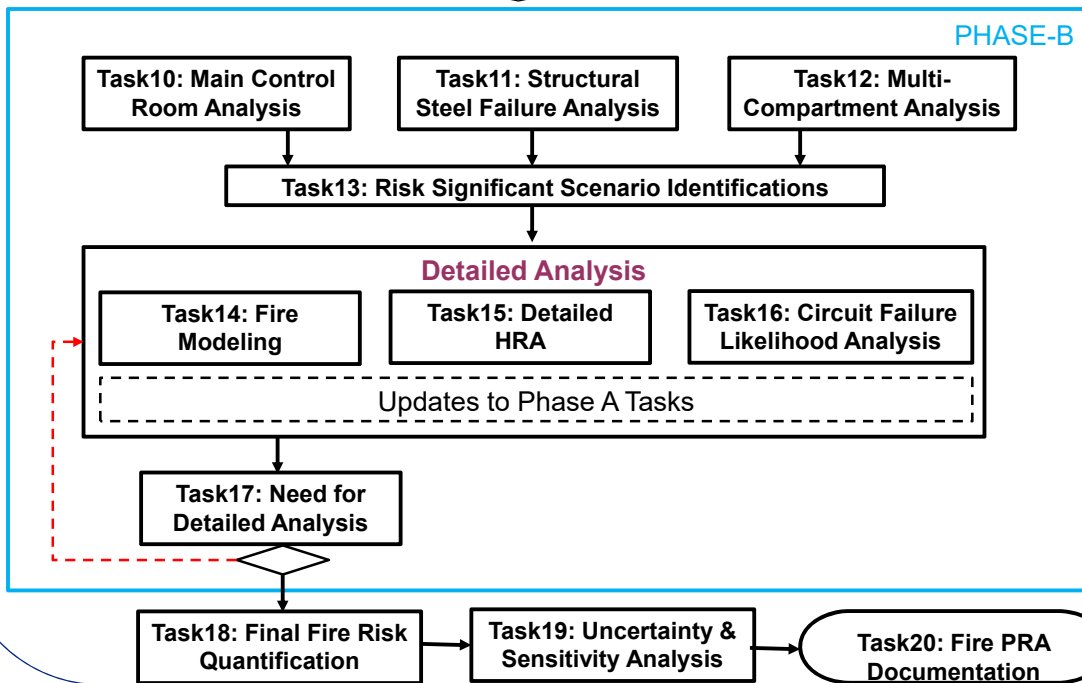 PHASE-B
Task10: Main Control
Room Analysis
Task11: Structural
Steel Failure Analysis
Task12: Multi-
Compartment Analysis
Task13: Risk Significant Scenario Identifications
Detailed Analysis
Task14: Fire
Modeling
Task15: Detailed
HRA
Task16: Circuit Failure
Likelihood Analysis
Updates to Phase A Tasks
Task17: Need for
Detailed Analysis
Task18: Final Fire Risk
Quantification
Task19: Uncertainty &
Sensitivity Analysis
Task20: Fire PRA
Documentation